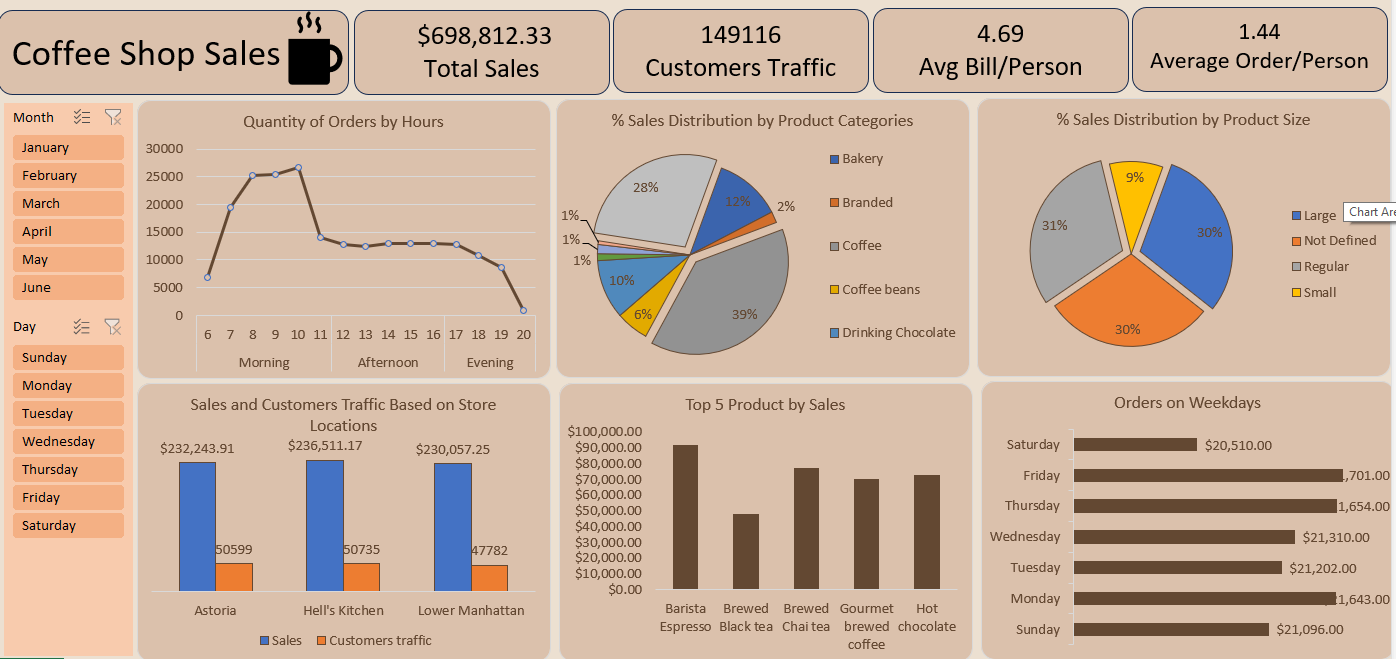 Coffee Shop Sales
$698,812.33
Total Sales
149116
Customers Traffic
4.69
Avg Bill/Person
1.44
Average Order/Person
Month
January
February
March
April
May
June
Day
Sunday
Monday
Tuesday
Wednesday
Thursday
Friday
Saturday
Quantity of Orders by Hours
30000
25000
20000
15000
10000
5000
0
6 7 8 9 10 11 12 13 14 15 16 17 18 19 20
Morning Afternoon Evening
% Sales Distribution by Product Categories
28%
12%
2%
1%
1%
1%
10%
6%
39%
Bakery
Branded
Coffee
Coffee beans
Drinking Chocolate
% Sales Distribution by Product Size
9%
31%
30%
30%
Large
Not Defined
Regular
Small
Chart Are
Sales and Customers Traffic Based on Store
Locations
$232,243.91
$236,511.17
$230,057.25
50599
50735
47782
Astoria Hell's Kitchen Lower Manhattan
Sales Customers traffic
Top 5 Product by Sales
$100,000.00
$90,000.00
$80,000.00
$70,000.00
$60,000.00
$50,000.00
$40,000.00
$30,000.00
$20,000.00
$10,000.00
$0.00
Barista Brewed Brewed Gourmet Hot
Espresso Black tea Chai tea brewed chocolate
coffee
Orders on Weekdays
Saturday $20,510.00
Friday ,701.00
Thursday 1,654.00
Wednesday $21,310.00
Tuesday $21,202.00
Monday 1,643.00
Sunday $21,096.00